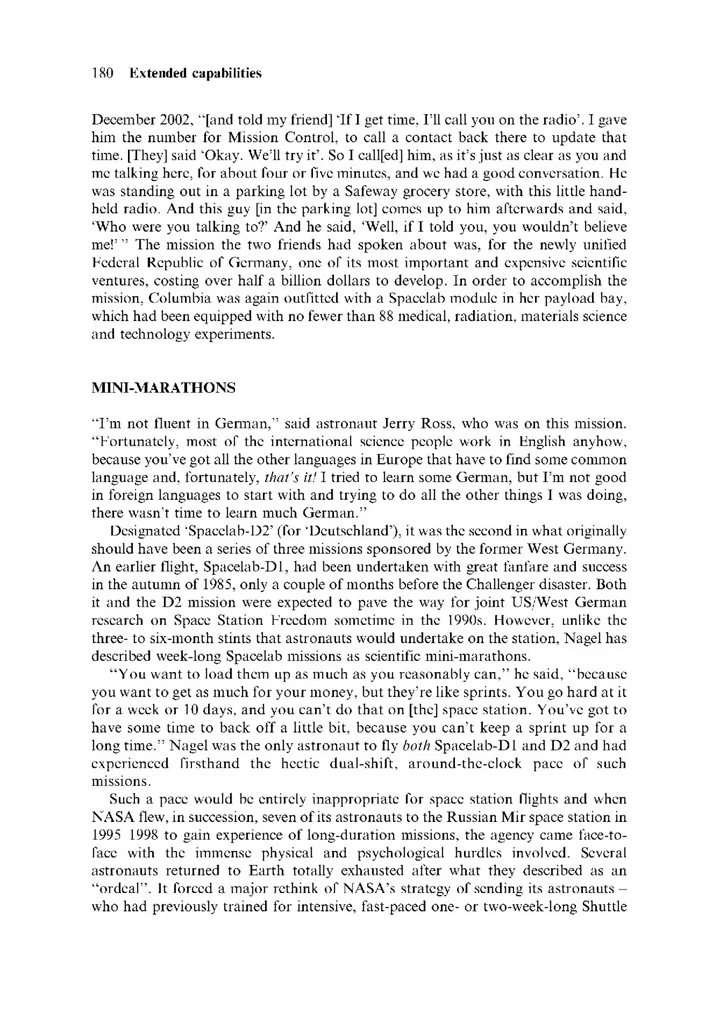 180 Extended capabilities
December 2002, “[and told my friend] ‘If I get time, I’ll call you on the radio’. I gave
him the number for Mission Control, to call a contact back there to update that
time. [They] said ‘Okay. We’ll try it’. So I call[ed] him, as it’s just as clear as you and
me talking here, for about four or five minutes, and we had a good conversation. He
was standing out in a parking lot by a Safeway grocery store, with this little hand-
held radio. And this guy [in the parking lot] comes up to him afterwards and said,
‘Who were you talking to?’ And he said, ‘Well, if I told you, you wouldn’t believe
me!’ ” The mission the two friends had spoken about was, for the newly unified
Federal Republic of Germany, one of its most important and expensive scientific
ventures, costing over half a billion dollars to develop. In order to accomplish the
mission, Columbia was again outfitted with a Spacelab module in her payload bay,
which had been equipped with no fewer than 88 medical, radiation, materials science
and technology experiments.
MINI-MARATHONS
“I’m not fluent in German,” said astronaut Jerry Ross, who was on this mission.
“Fortunately, most of the international science people work in English anyhow,
because you’ve got all the other languages in Europe that have to find some common
language and, fortunately, that’s it! I tried to learn some German, but I’m not good
in foreign languages to start with and trying to do all the other things I was doing,
there wasn’t time to learn much German.”
Designated ‘Spacelab-D2’ (for ‘Deutschland’), it was the second in what originally
should have been a series of three missions sponsored by the former West Germany.
An earlier flight, Spacelab-D1, had been undertaken with great fanfare and success
in the autumn of 1985, only a couple of months before the Challenger disaster. Both
it and the D2 mission were expected to pave the way for joint US/West German
research on Space Station Freedom sometime in the 1990s. However, unlike the
three- to six-month stints that astronauts would undertake on the station, Nagel has
described week-long Spacelab missions as scientific mini-marathons.
“You want to load them up as much as you reasonably can,” he said, “because
you want to get as much for your money, but they’re like sprints. You go hard at it
for a week or 10 days, and you can’t do that on [the] space station. You’ve got to
have some time to back off a little bit, because you can’t keep a sprint up for a
long time.” Nagel was the only astronaut to fly both Spacelab-D1 and D2 and had
experienced firsthand the hectic dual-shift, around-the-clock pace of such
missions.
Such a pace would be entirely inappropriate for space station flights and when
NASA flew, in succession, seven of its astronauts to the Russian Mir space station in
1995 1998 to gain experience of long-duration missions, the agency came face-to-
face with the immense physical and psychological hurdles involved. Several
astronauts returned to Earth totally exhausted after what they described as an
“ordeal”. It forced a major rethink of NASA’s strategy of sending its astronauts –
who had previously trained for intensive, fast-paced one- or two-week-long Shuttle